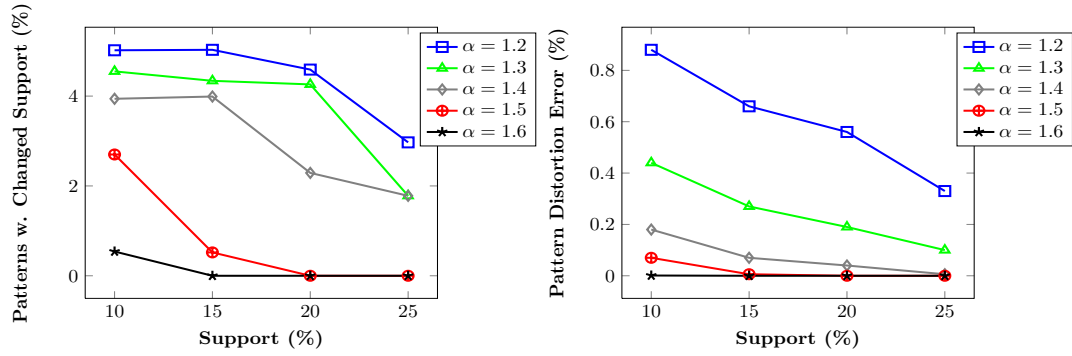 Patterns w. Changed Support (%)
4
2
0
10 15 20 25
Support (%)
α = 1.2
α = 1.3
α = 1.4
α = 1.5
α = 1.6
Pattern Distortion Error (%)
0.8
0.6
0.4
0.2
0
10 15 20 25
Support (%)
α = 1.2
α = 1.3
α = 1.4
α = 1.5
α = 1.6